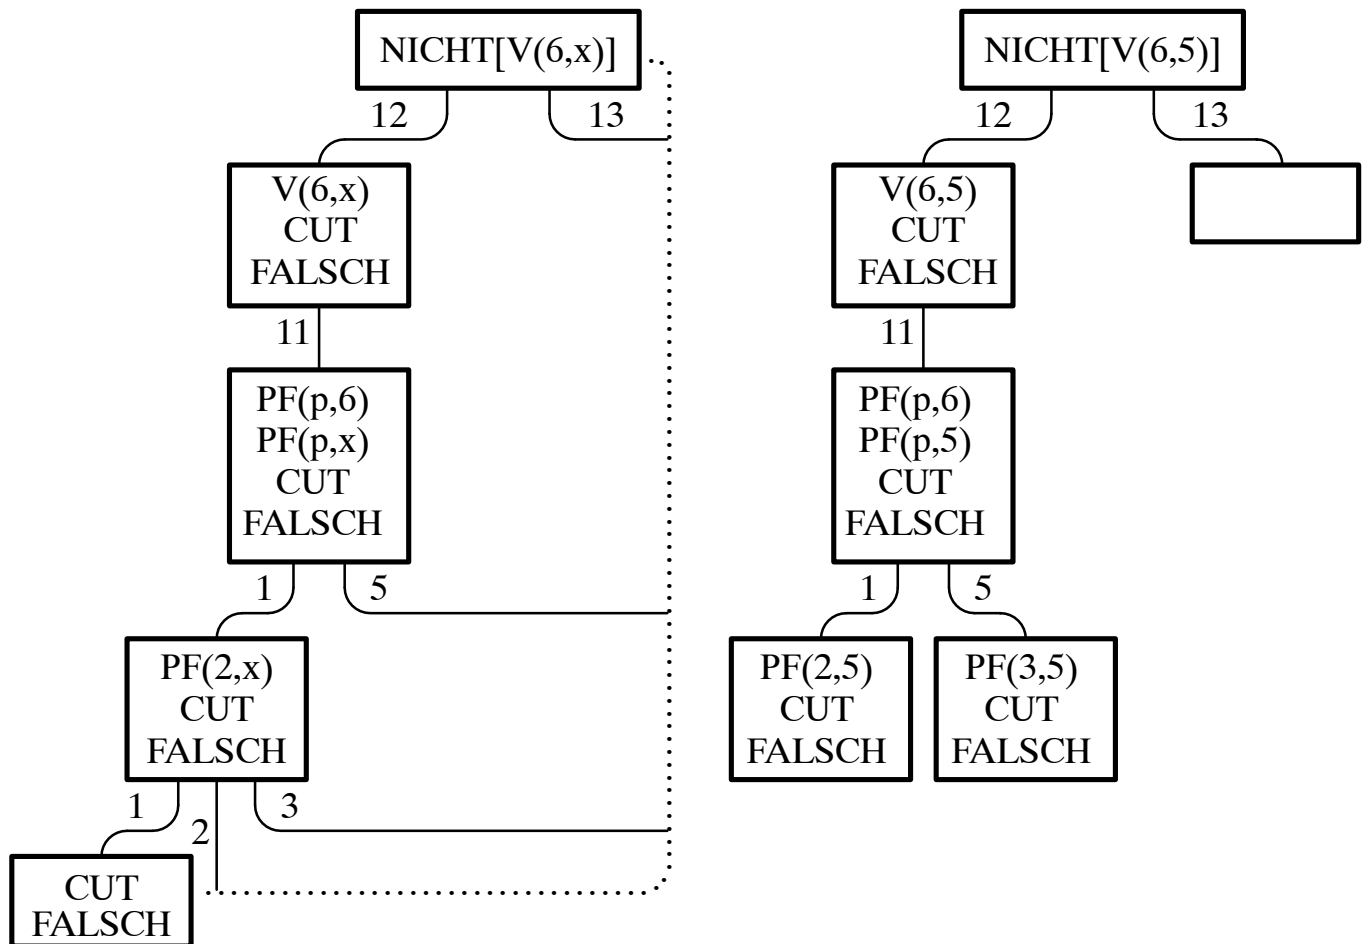 NICHT[V(6,x)]
12
13
V(6,x)
CUT
FALSCH
11
PF(p,6)
PF(p,x)
CUT
FALSCH
1
5
PF(2,x)
CUT
FALSCH
1
2
3
CUT
FALSCH
NICHT[V(6,5)]
12
13
V(6,5)
CUT
FALSCH
11
PF(p,6)
PF(p,5)
CUT
FALSCH
1
5
PF(2,5)
CUT
FALSCH
PF(3,5)
CUT
FALSCH